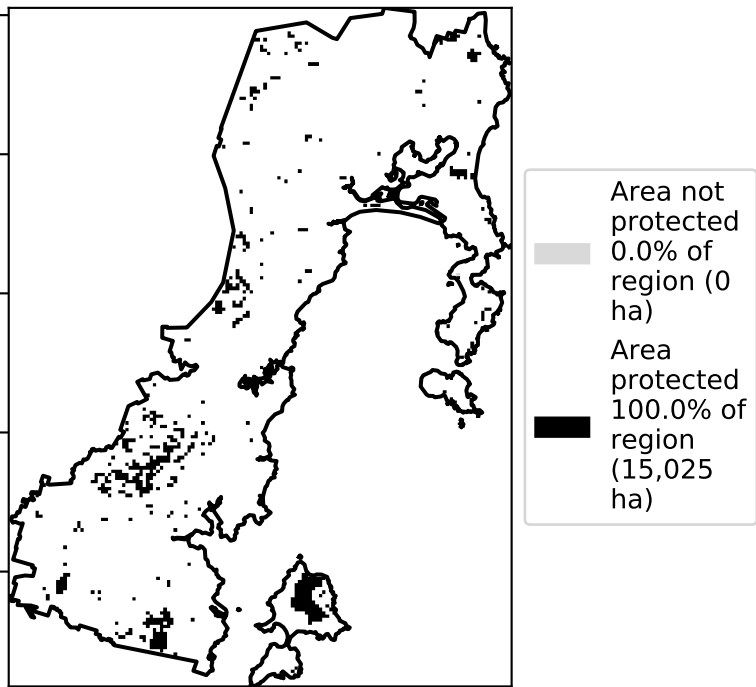 Area not
protected
0.0% of
region (0
ha)
Area
protected
100.0% of
region
(15,025
ha)